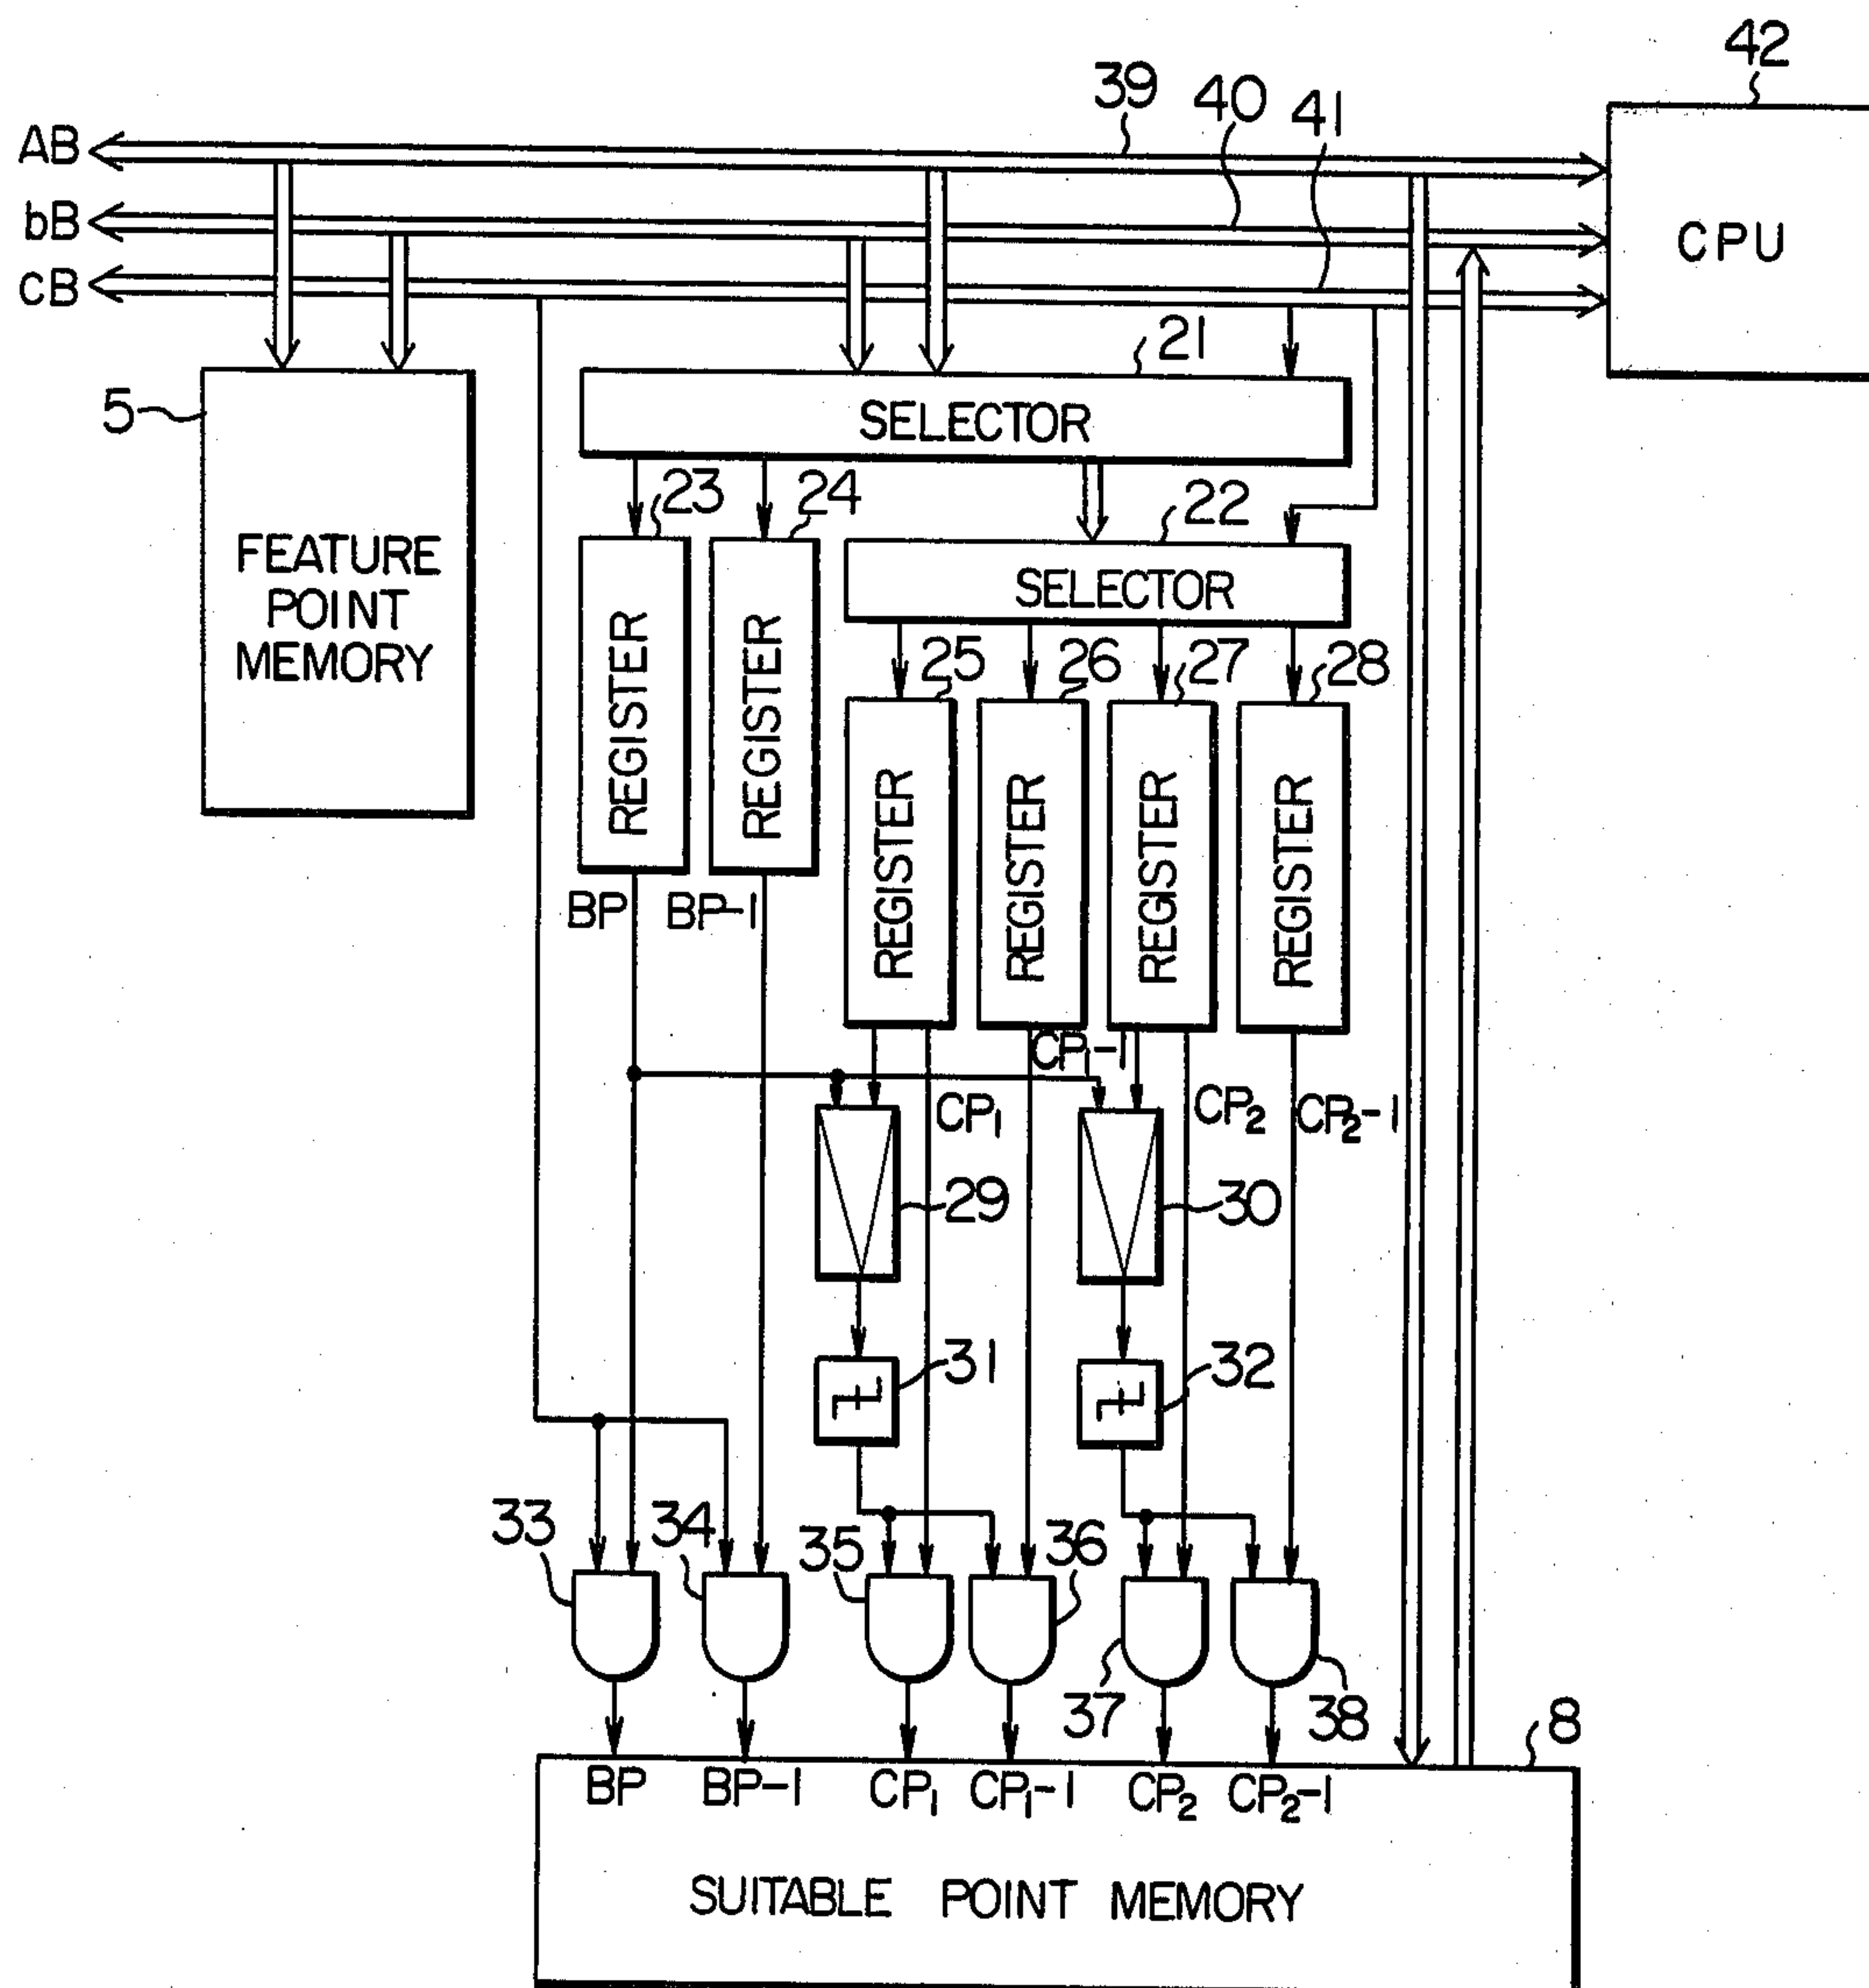 42
39
40
41
AB
bB
cB
CPU
21
5
SELECTOR
23
24
22
FEATURE
POINT
MEMORY
SELECTOR
25
26
27
28
REGISTER
REGISTER
REGISTER
REGISTER
REGISTER
REGISTER
BP
BP-1
CP₁-1
CP₁
CP₂
CP₂-1
29
30
31
32
33
34
35
36
37
38
8
BP
BP-1
CP₁
CP₁-1
CP₂
CP₂-1
SUITABLE POINT MEMORY